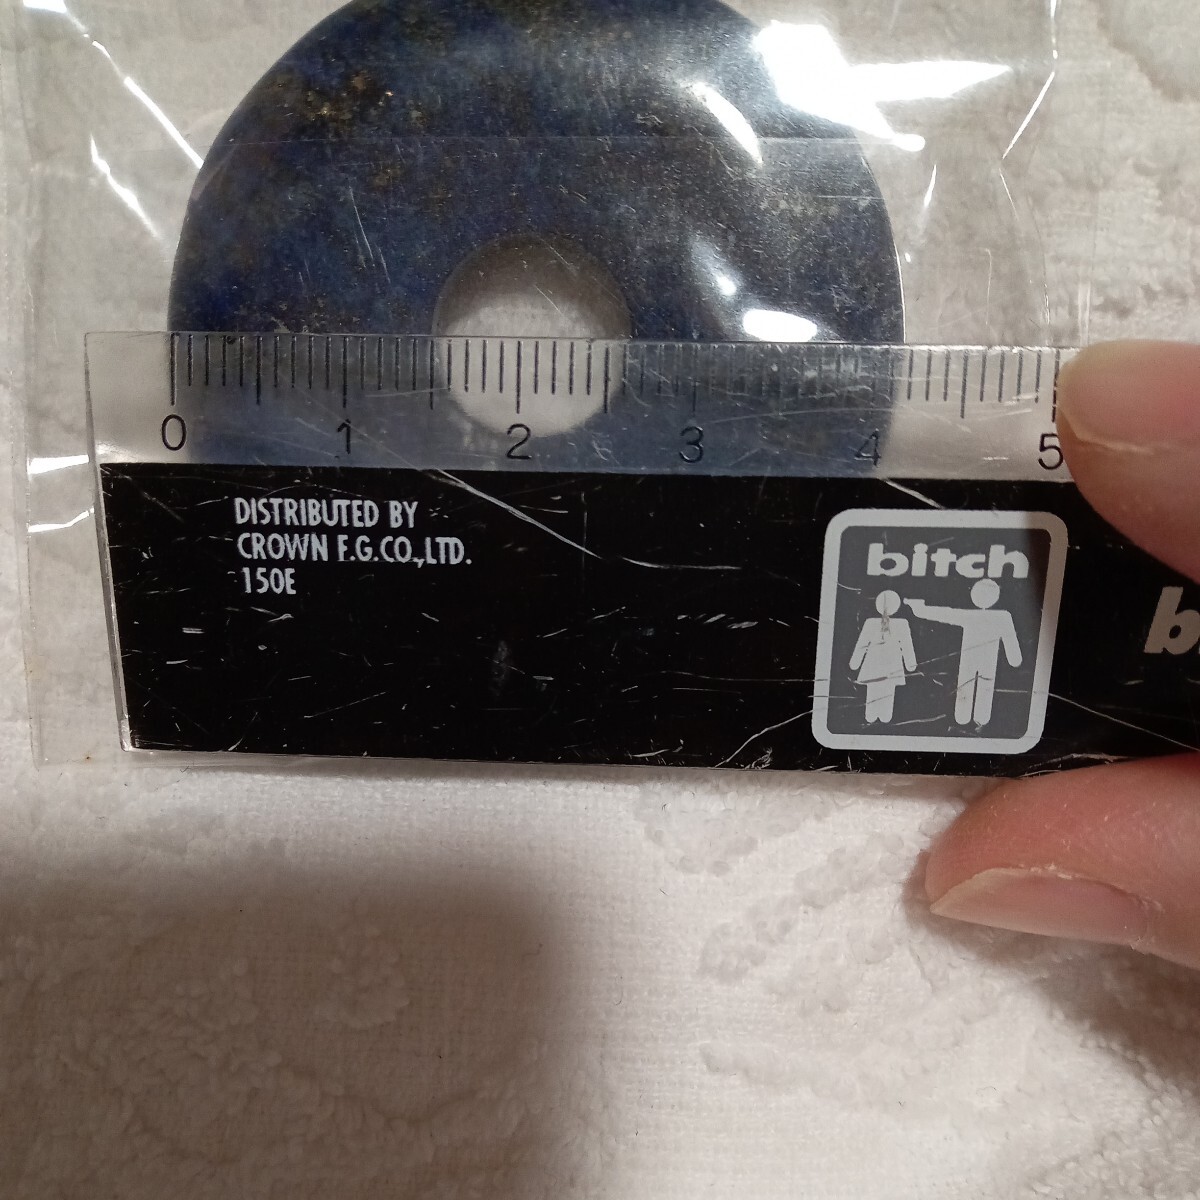 0 1 2 3 4 5
DISTRIBUTED BY
CROWN F.G.CO.,LTD.
150E
bitch
b